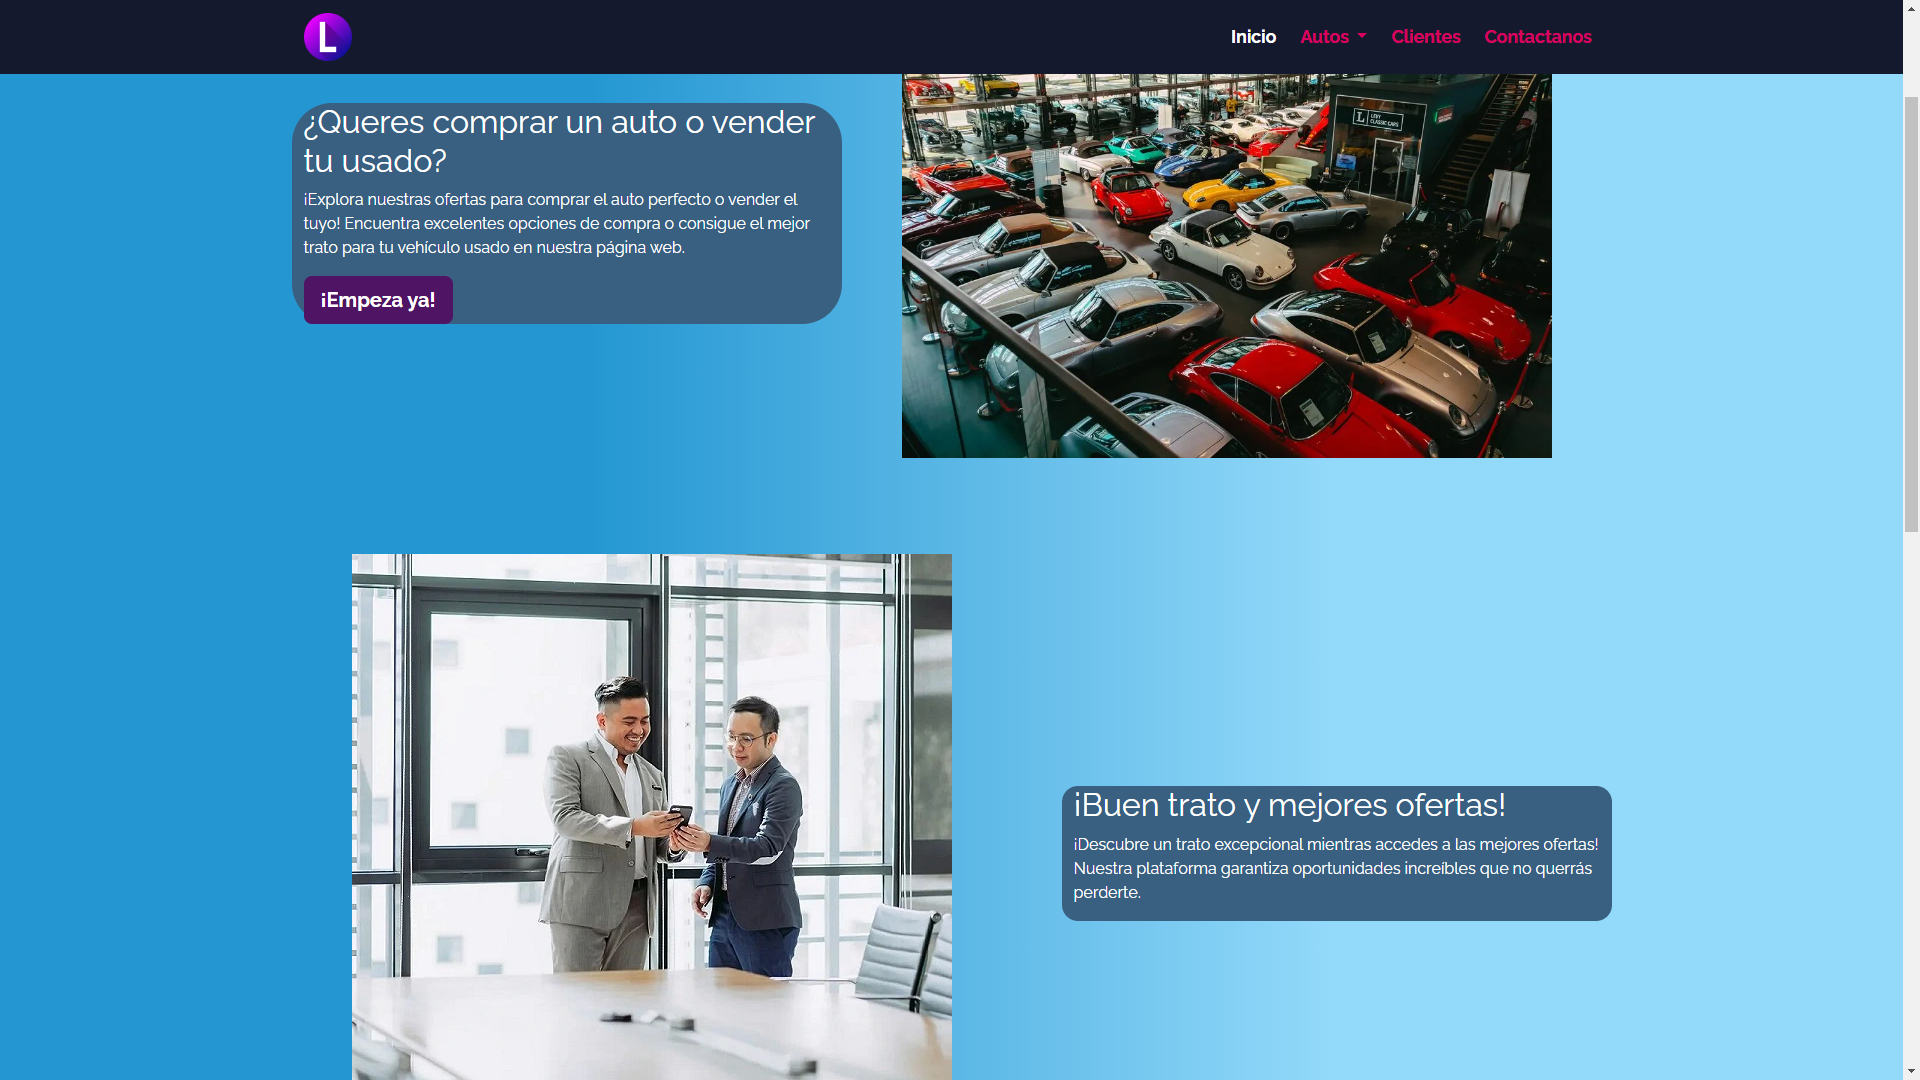 L
Inicio
Autos
Clientes
Contactanos
¿Queres comprar un auto o vender
tu usado?
¡Explora nuestras ofertas para comprar el auto perfecto o vender el
tuyo! Encuentra excelentes opciones de compra o consigue el mejor
trato para tu vehículo usado en nuestra página web.
¡Empeza ya!
L
CLASSIC CARS
¡Buen trato y mejores ofertas!
¡Descubre un trato excepcional mientras accedes a las mejores ofertas!
Nuestra plataforma garantiza oportunidades increíbles que no querrás
perderte.